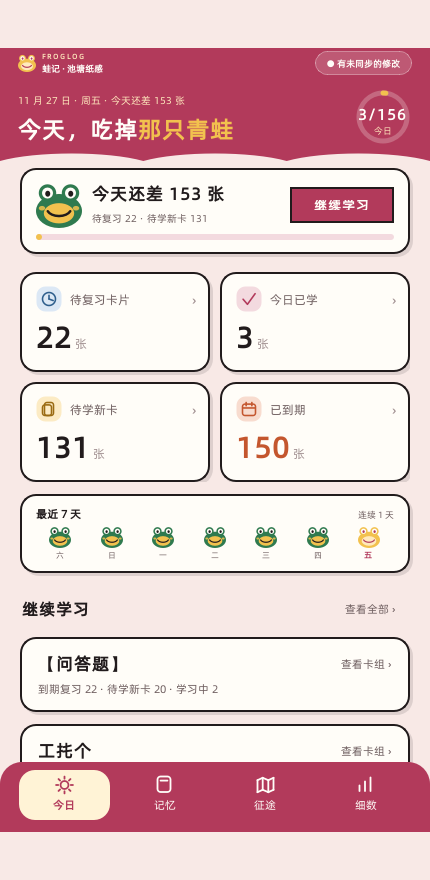 FROGLOG
蛙记·池塘纸感
有未同步的修改
11 月 27 日 · 周五 · 今天还差 153 张
今天，吃掉那只青蛙
3/156
今日
今天还差 153 张
待复习 22 · 待学新卡 131
继续学习
待复习卡片 ›
22 张
今日已学 ›
3 张
待学新卡 ›
131 张
已到期 ›
150 张
最近 7 天
连续 1 天
六 日 一 二 三 四 五
继续学习
查看全部 ›
【问答题】
查看卡组 ›
到期复习 22 · 待学新卡 20 · 学习中 2
查看卡组 ›
今日
记忆
征途
细数